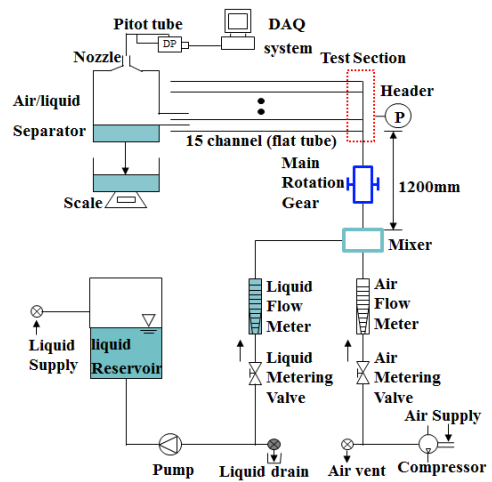 Pitot tube
DAQ
system
DP
Nozzle
Test Section
Header
Air/liquid
Separator
P
15 channel (flat tube)
Main
Rotation
Gear
1200mm
Scale
Mixer
Liquid
Flow
Meter
Air
Flow
Meter
Liquid
Supply
liquid
Reservoir
Liquid
Metering
Valve
Air
Metering
Valve
Air Supply
Pump
Liquid drain
Air vent
Compressor